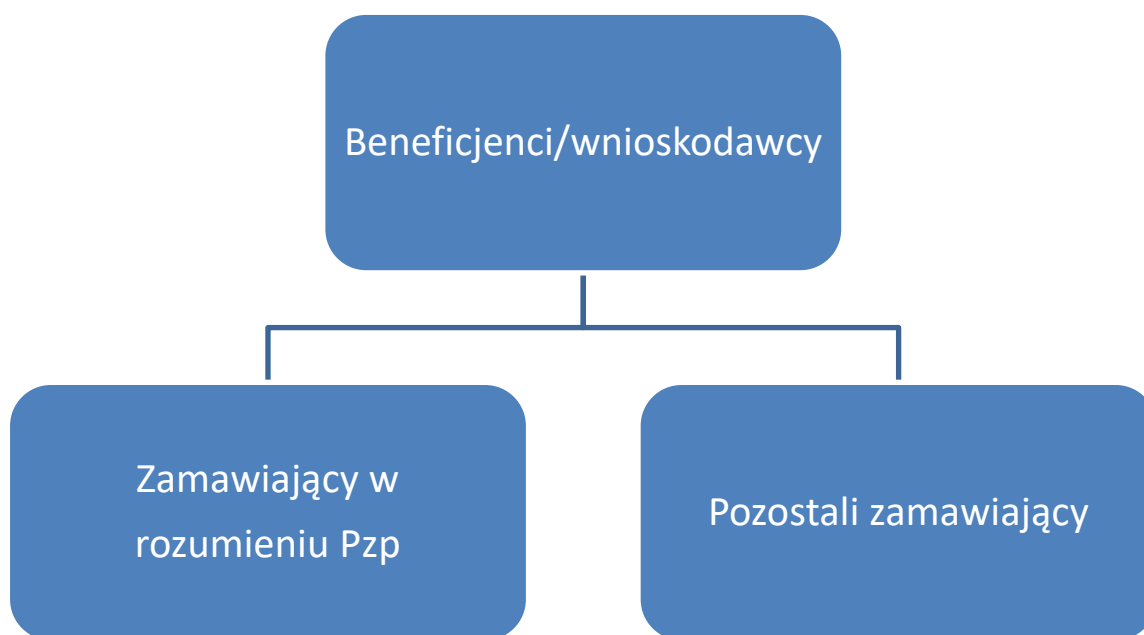 Beneficjenci/wnioskodawcy
Zamawiający w
rozumieniu Pzp
Pozostali zamawiający